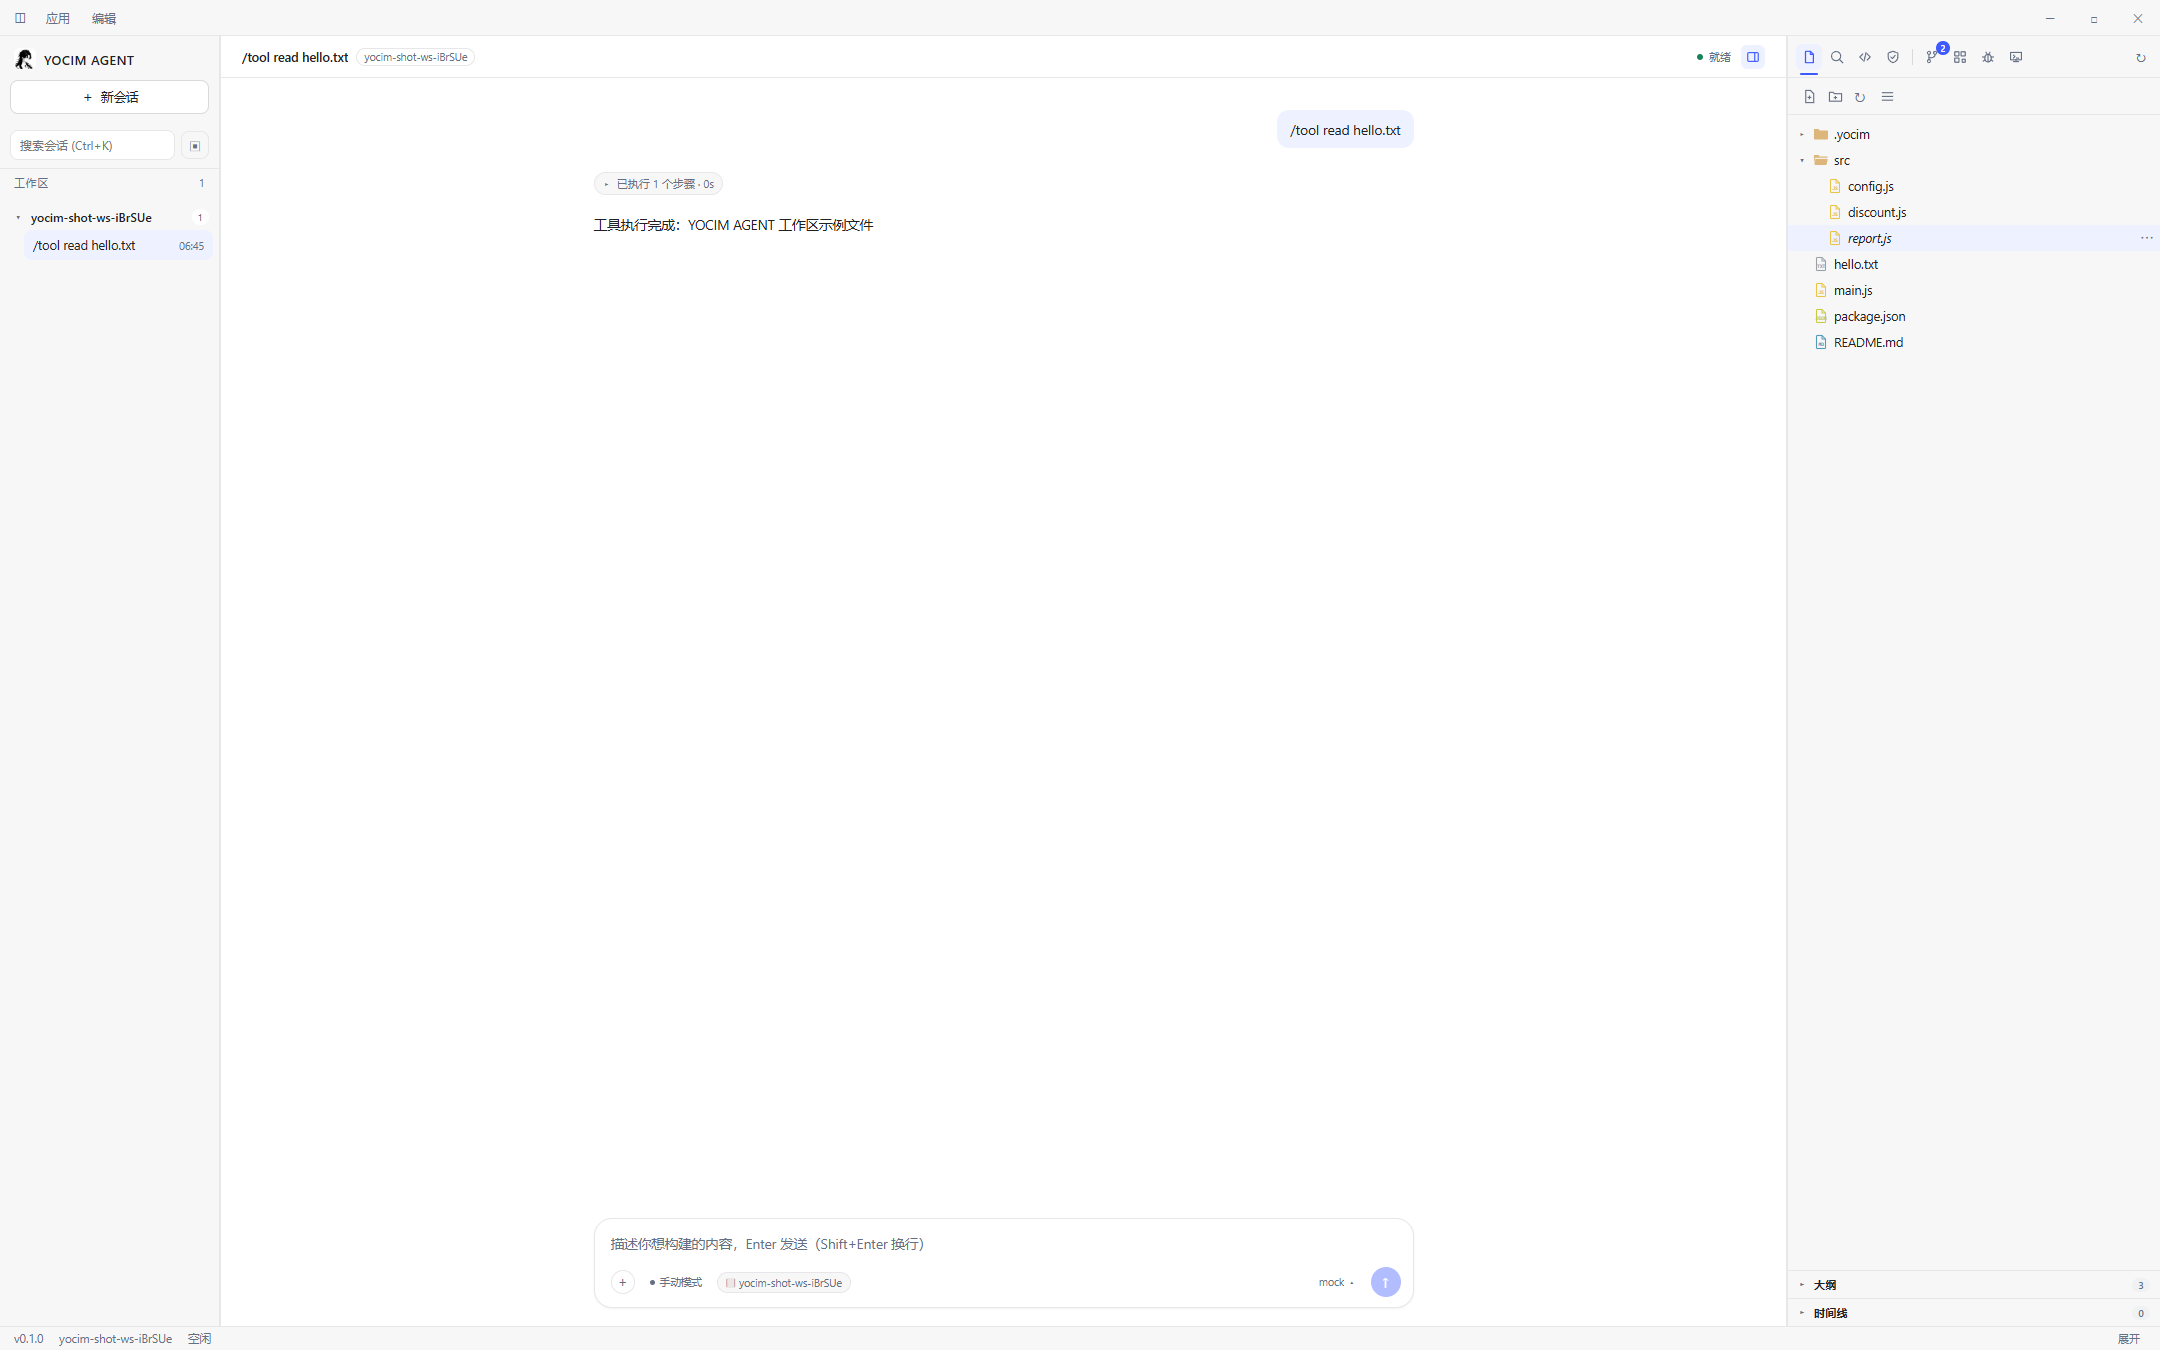 应用 编辑
YOCIM AGENT
+ 新会话
搜索会话 (Ctrl+K)
工作区 1
yocim-shot-ws-iBrSUe 1
/tool read hello.txt 06:45
/tool read hello.txt yocim-shot-ws-iBrSUe
就绪
/tool read hello.txt
已执行 1 个步骤 · 0s
工具执行完成：YOCIM AGENT 工作区示例文件
描述你想构建的内容，Enter 发送（Shift+Enter 换行）
+ 手动模式 yocim-shot-ws-iBrSUe mock
2
.yocim
src
config.js
discount.js
report.js
hello.txt
main.js
package.json
README.md
大纲 3
时间线 0
v0.1.0 yocim-shot-ws-iBrSUe 空闲 展开